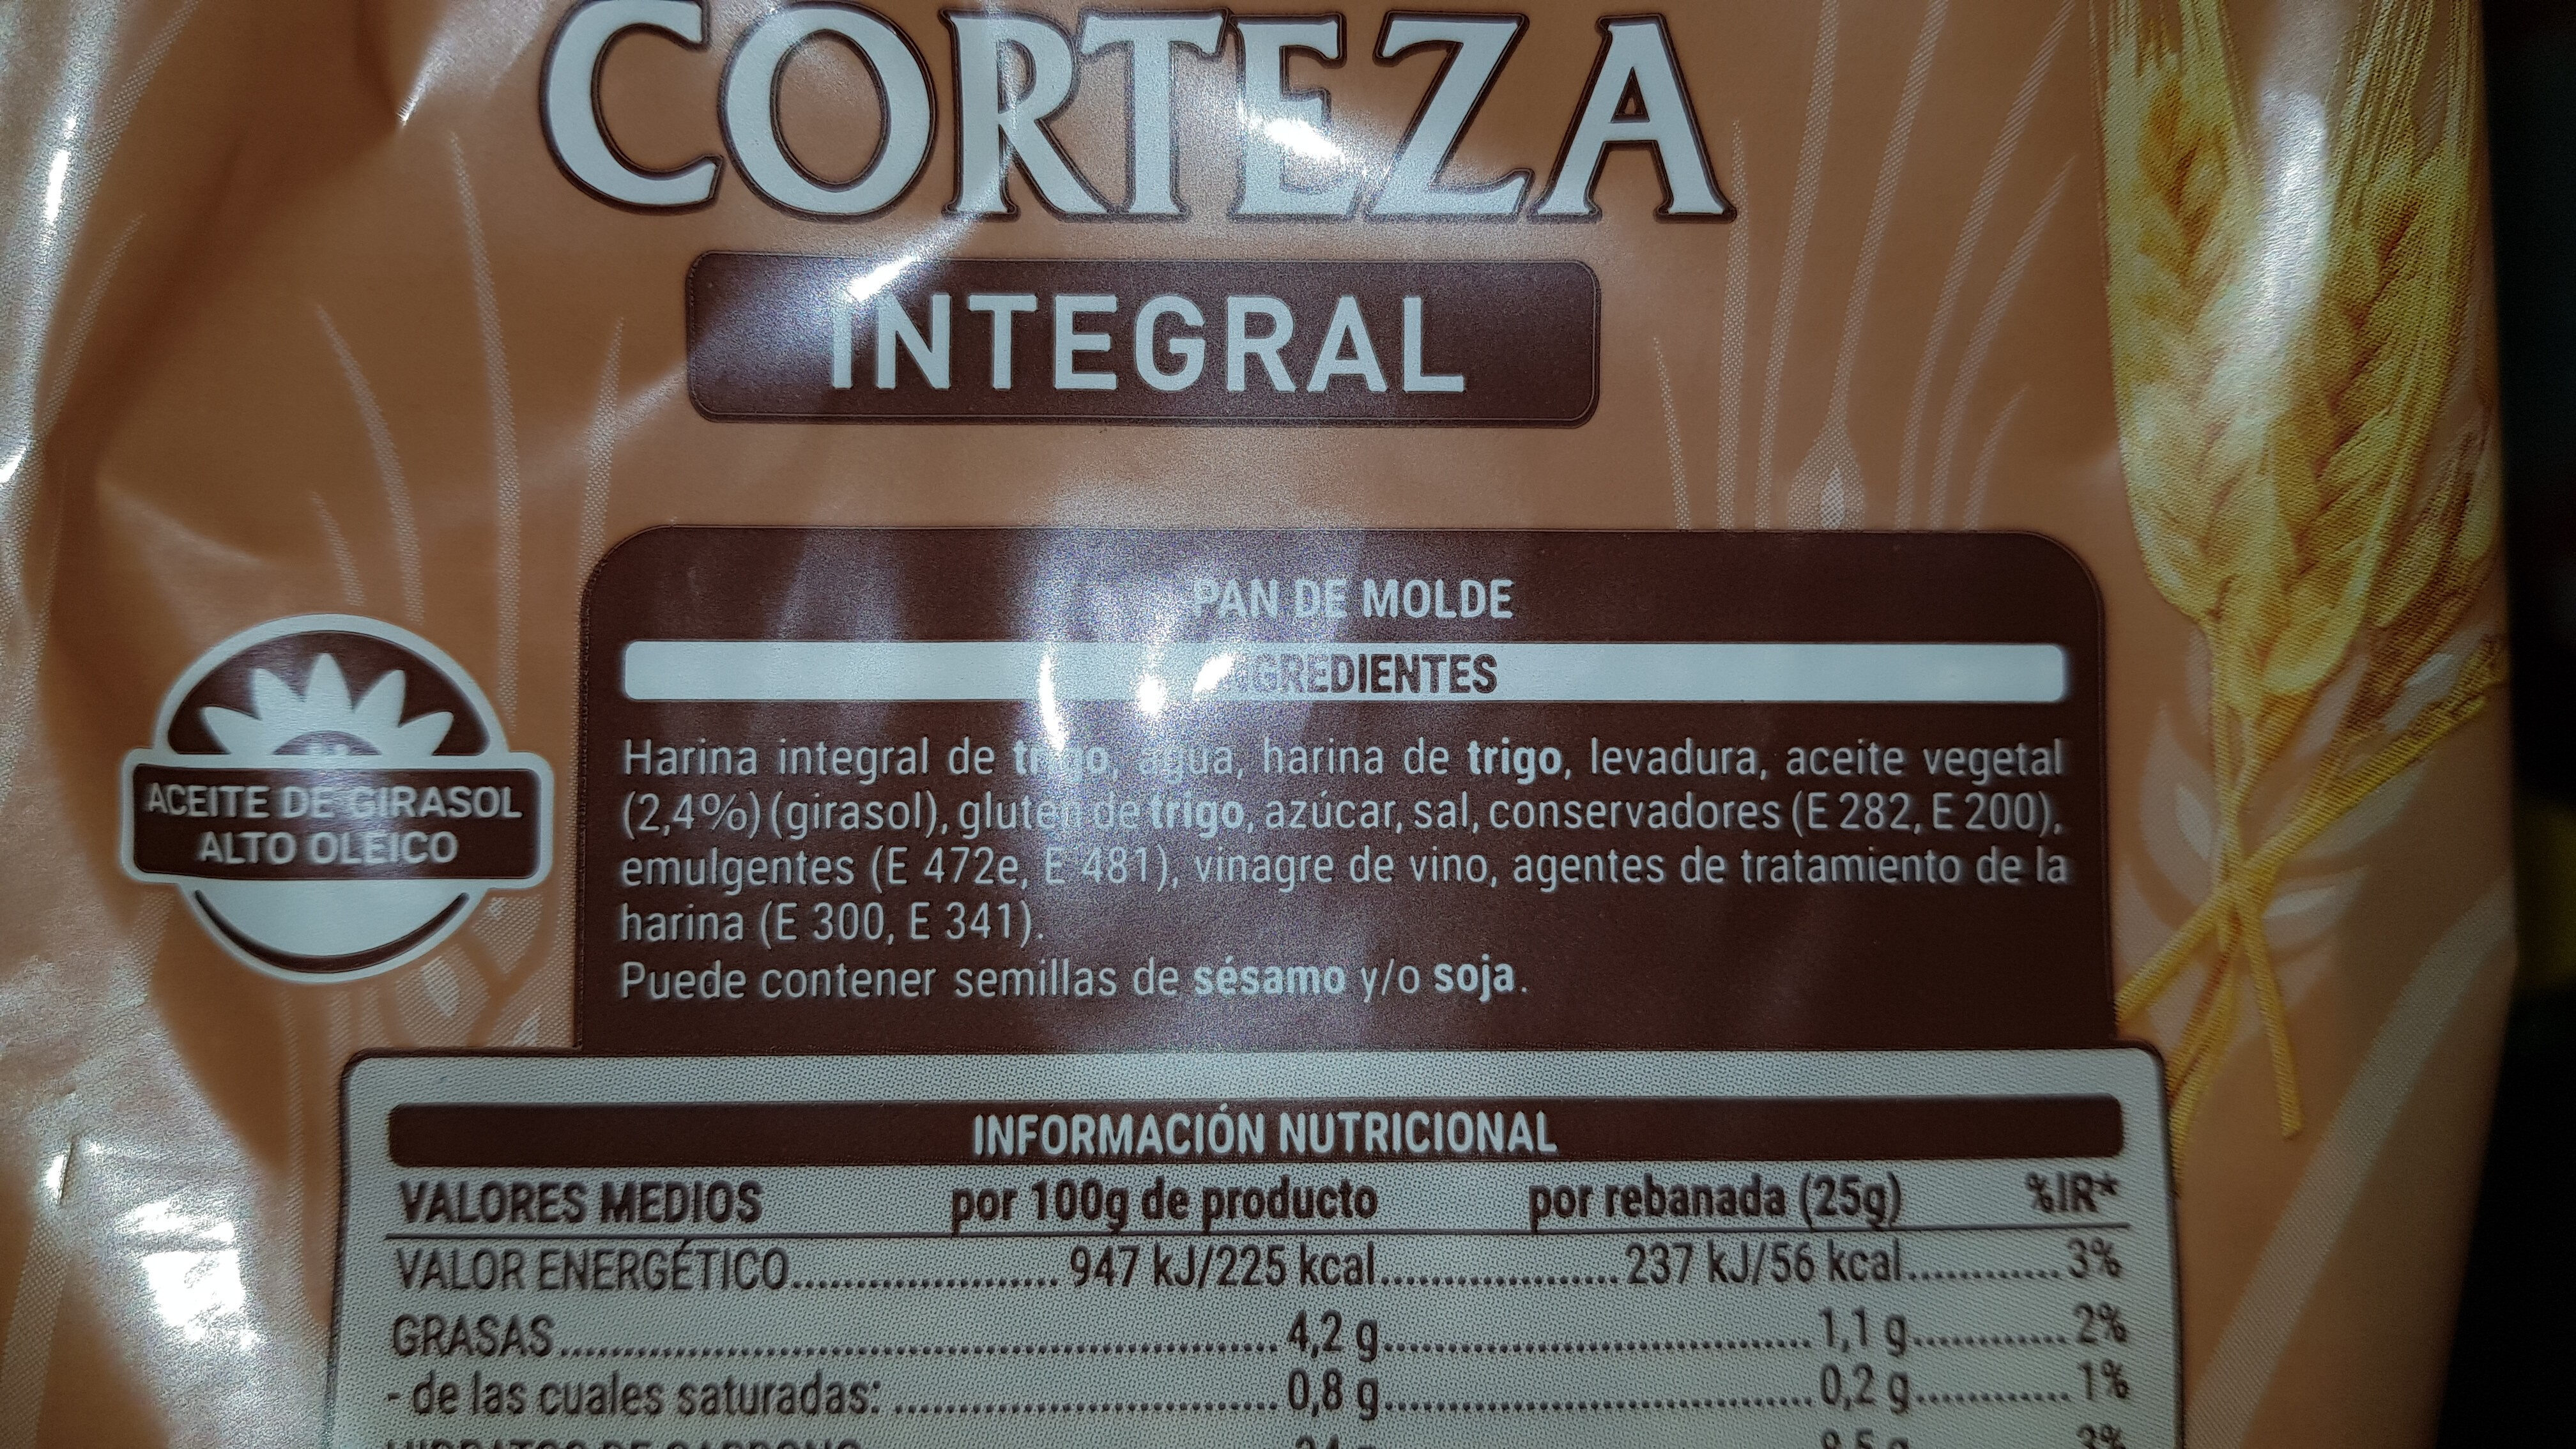 CORTEZA
INTEGRAL
PAN DE MOLDE
INGREDIENTES
Harina integral de trigo, agua, harina de trigo, levadura, aceite vegetal
(2,4%) (girasol), gluten de trigo, azúcar, sal, conservadores (E 282, E 200),
emulgentes (E 472e, E 481), vinagre de vino, agentes de tratamiento de la
harina (E 300, E 341).
Puede contener semillas de sésamo y/o soja.
ACEITE DE GIRASOL
ALTO OLEICO
INFORMACIÓN NUTRICIONAL
VALORES MEDIOS por 100g de producto por rebanada (25g) %IR*
VALOR ENERGÉTICO 947 kJ/225 kcal 237 kJ/56 kcal 3%
GRASAS 4,2 g 1,1 g 2%
- de las cuales saturadas: 0,8 g 0,2 g 1%